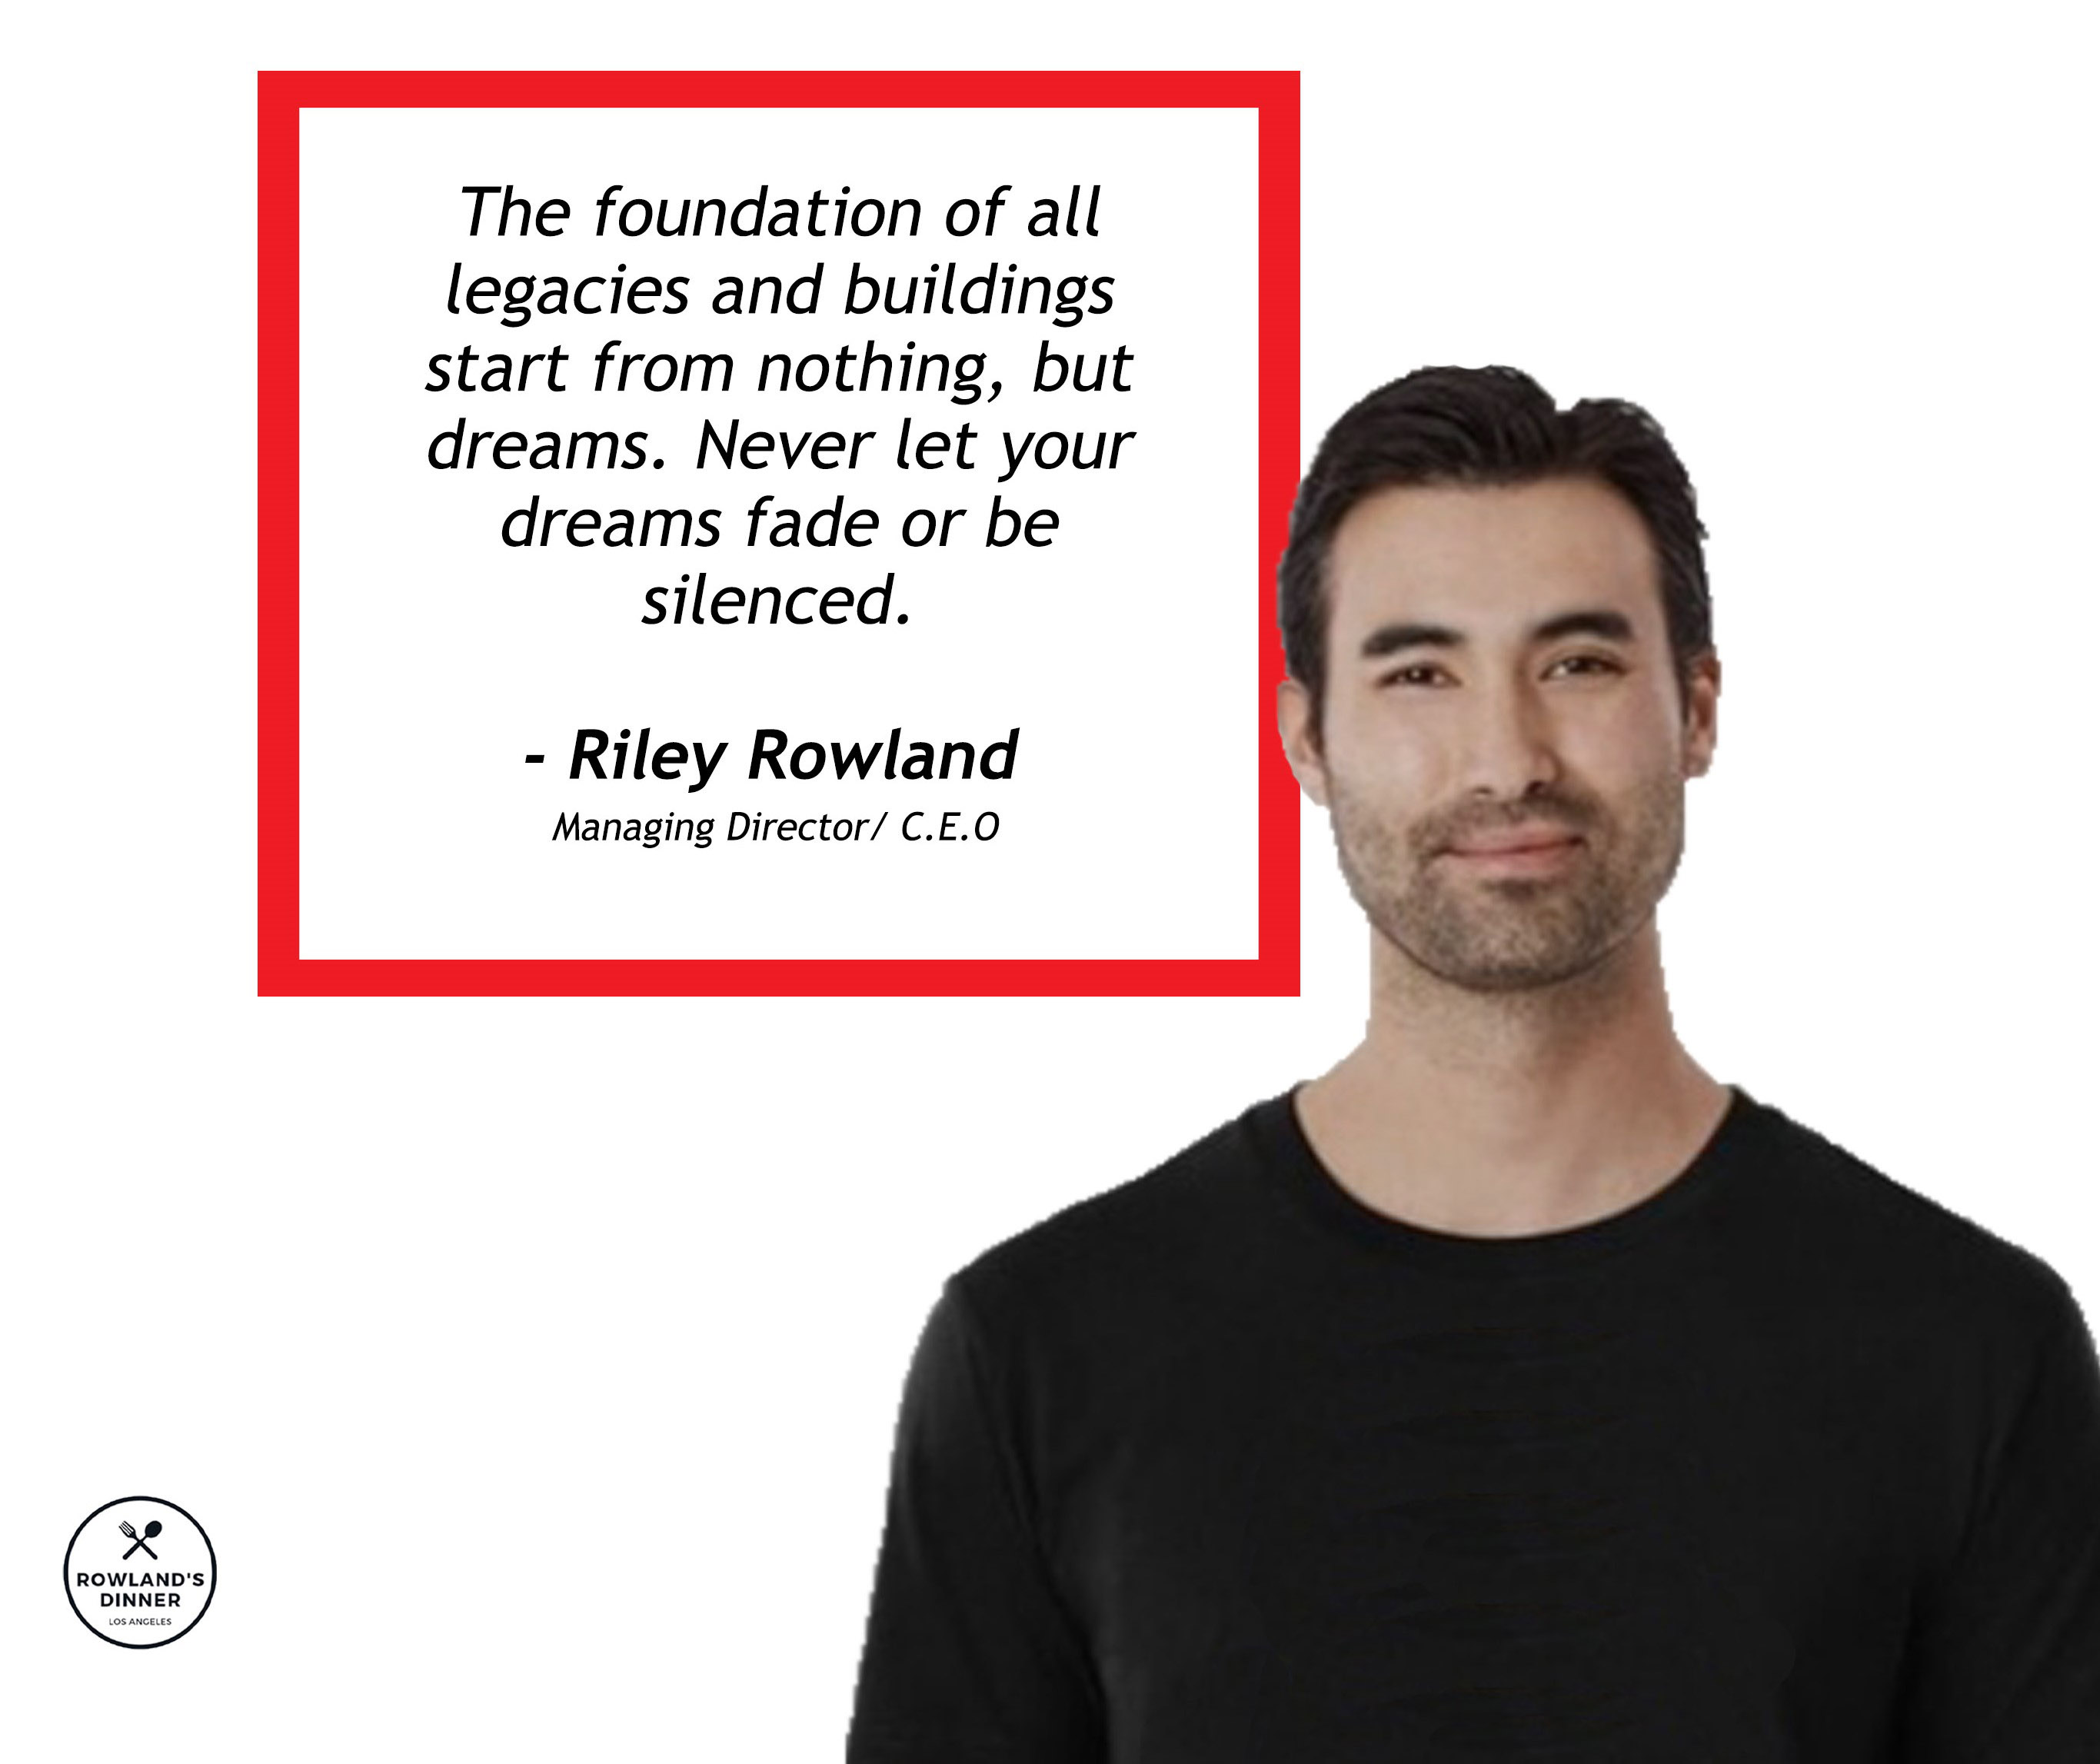 The foundation of all
legacies and buildings
start from nothing, but
dreams. Never let your
dreams fade or be
silenced.
- Riley Rowland
Managing Director/ C.E.O
ROWLAND'S
DINNER
LOS ANGELES